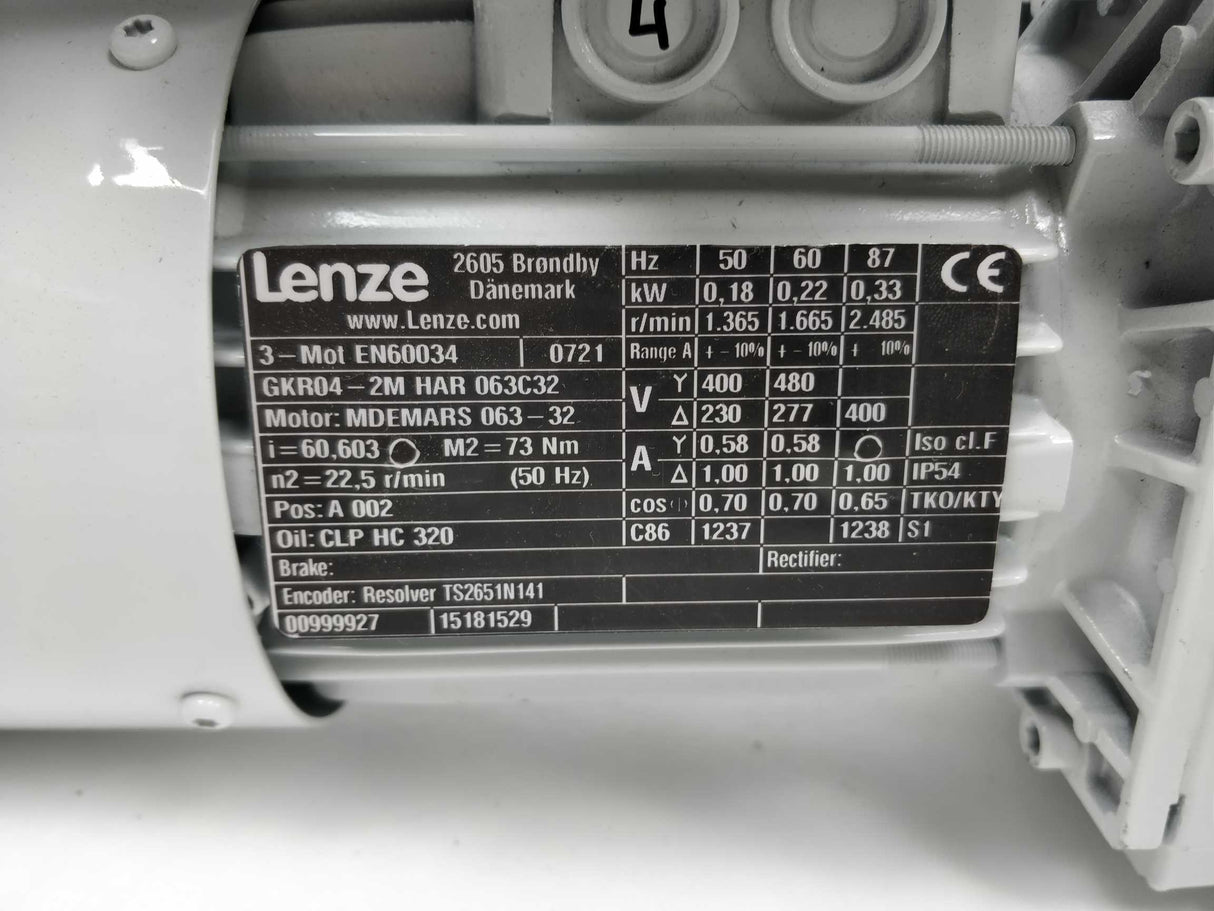 4
Lenze 2605 Brøndby
Dänemark
www.Lenze.com
3-Mot EN60034 0721
GKR04-2M HAR 063C32
Motor: MDEMARS 063-32
i=60,603 M2=73 Nm
n2=22,5 r/min (50 Hz)
Pos: A 002
Oil: CLP HC 320
Brake:
Encoder: Resolver TS2651N141
00999927 15181529
Hz 50 60 87
kW 0,18 0,22 0,33
r/min 1.365 1.665 2.485
Range A +-10% +-10% + 10%
V Y 400 480
Δ 230 277 400
A Y 0,58 0,58 Iso cl.F
Δ 1,00 1,00 1,00 IP54
cos 0,70 0,70 0,65 TKO/KTY
C86 1237 1238 S1
Rectifier:
CE